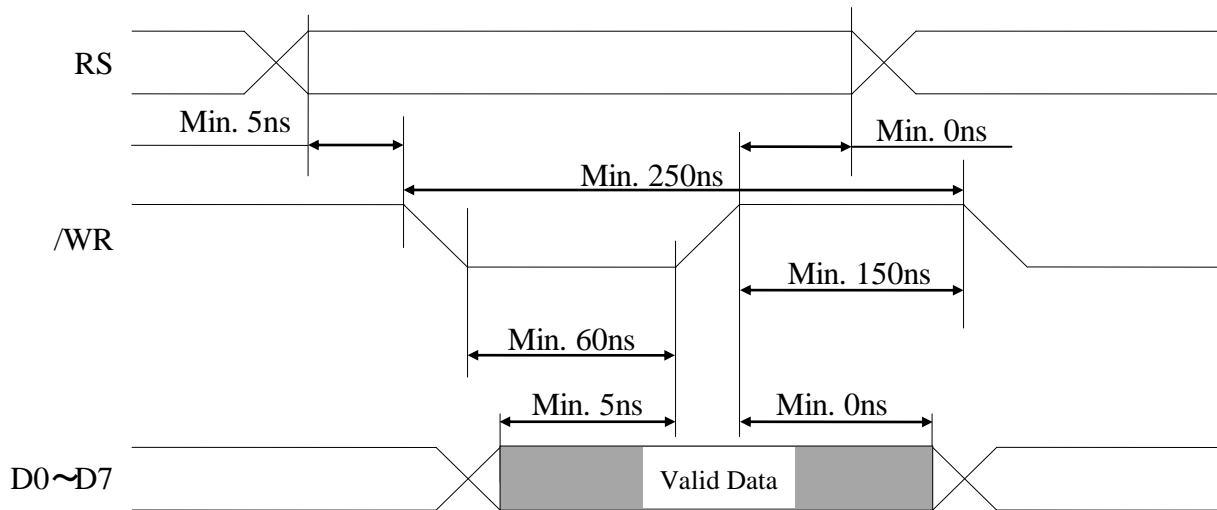 RS
Min. 5ns
Min. 0ns
Min. 250ns
/WR
Min. 150ns
Min. 60ns
Min. 5ns
Min. 0ns
D0～D7
Valid Data